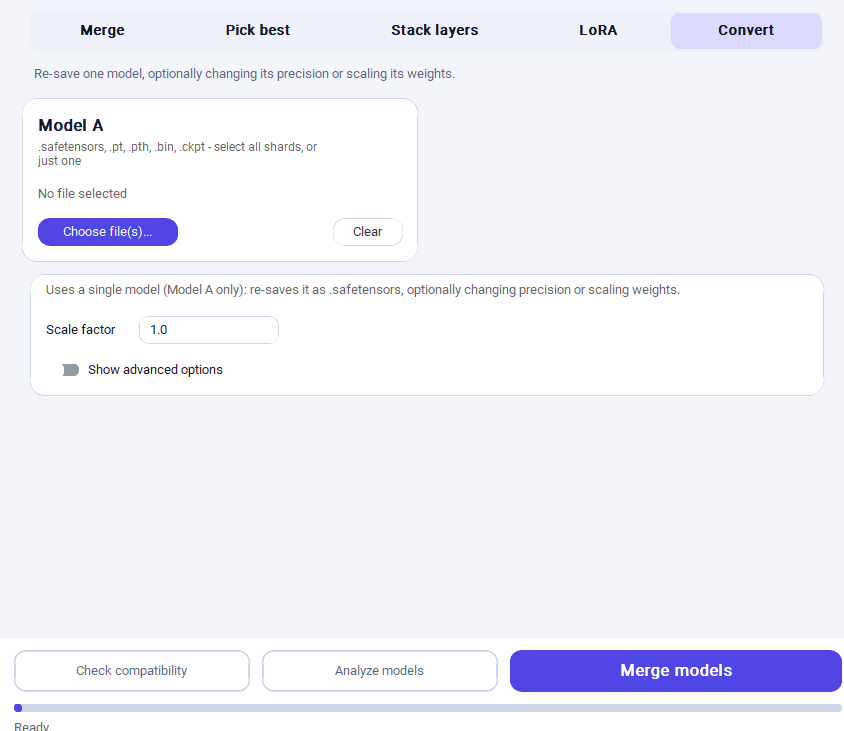 Merge Pick best Stack layers LoRA Convert
Re-save one model, optionally changing its precision or scaling its weights.
Model A
.safetensors, .pt, .pth, .bin, .ckpt - select all shards, or
just one
No file selected
Choose file(s)... Clear
Uses a single model (Model A only): re-saves it as .safetensors, optionally changing precision or scaling weights.
Scale factor 1.0
Show advanced options
Check compatibility Analyze models Merge models
Ready.